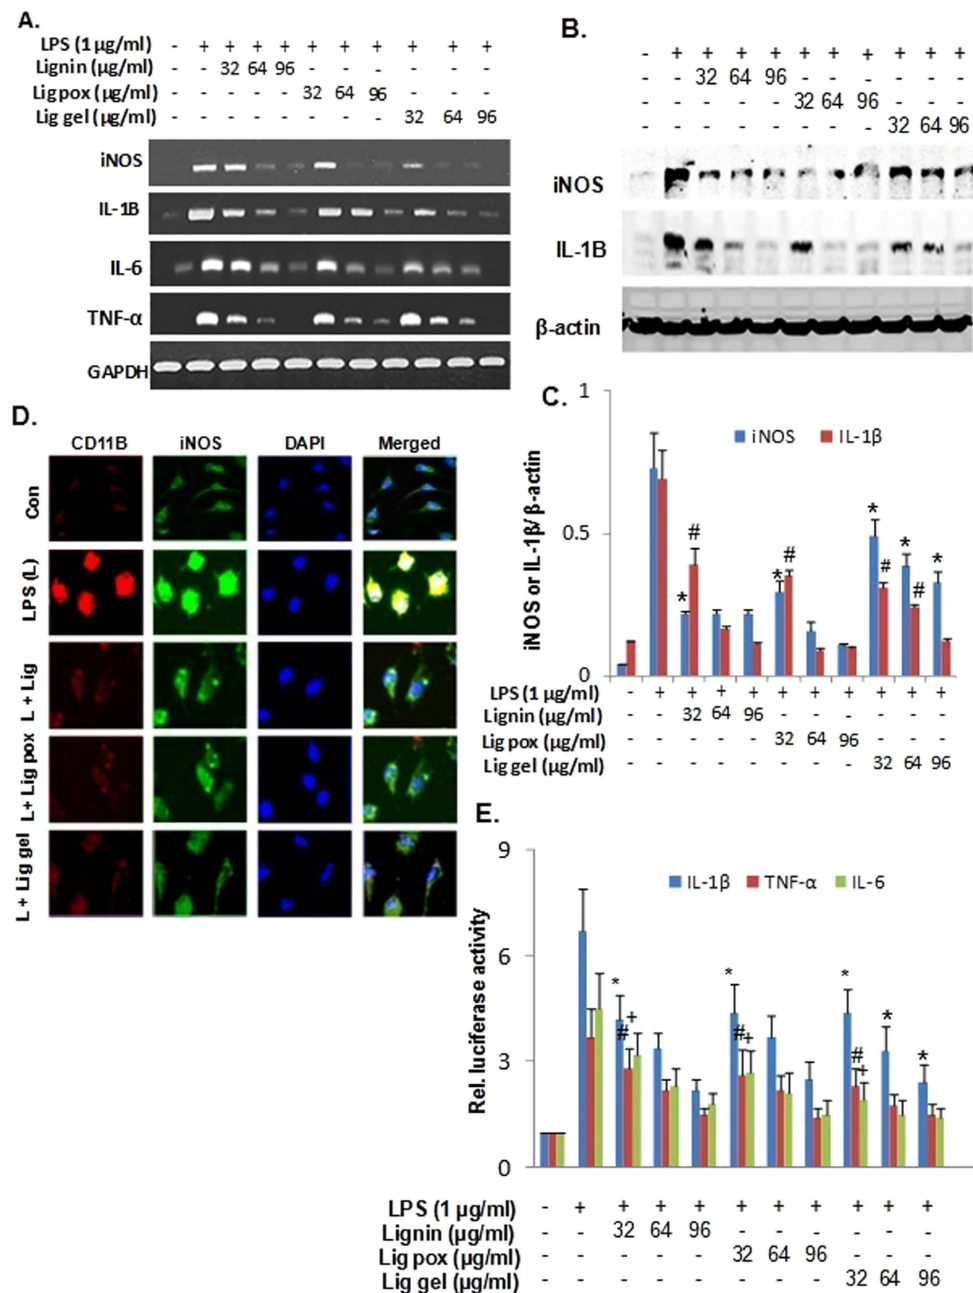 A.
LPS (1 µg/ml) - + + + + + + + + + +
Lignin (µg/ml) - - 32 64 96 - - - - - -
Lig pox (µg/ml) - - - - - 32 64 96 - - -
Lig gel (µg/ml) - - - - - - - - 32 64 96
iNOS
IL-1B
IL-6
TNF-α
GAPDH
B.
- + + + + + + + + + +
- - 32 64 96 - - - - - -
- - - - - 32 64 96 - - -
- - - - - - - - 32 64 96
iNOS
IL-1B
β-actin
C.
iNOS IL-1β
iNOS or IL-1β/β-actin
1
0.5
0
* # * # * # * # *
LPS (1 µg/ml) - + + + + + + + + + +
Lignin (µg/ml) - - 32 64 96 - - - - - -
Lig pox (µg/ml) - - - - - 32 64 96 - - -
Lig gel (µg/ml) - - - - - - - - 32 64 96
D.
CD11B iNOS DAPI Merged
Con
LPS (L)
L + Lig
L+ Lig pox
L + Lig gel
E.
IL-1β TNF-α IL-6
Rel. luciferase activity
9
6
3
0
* # + * # + * # + * *
LPS (1 µg/ml) - + + + + + + + + + +
Lignin (µg/ml) - - 32 64 96 - - - - - -
Lig pox (µg/ml) - - - - - 32 64 96 - - -
Lig gel (µg/ml) - - - - - - - - 32 64 96